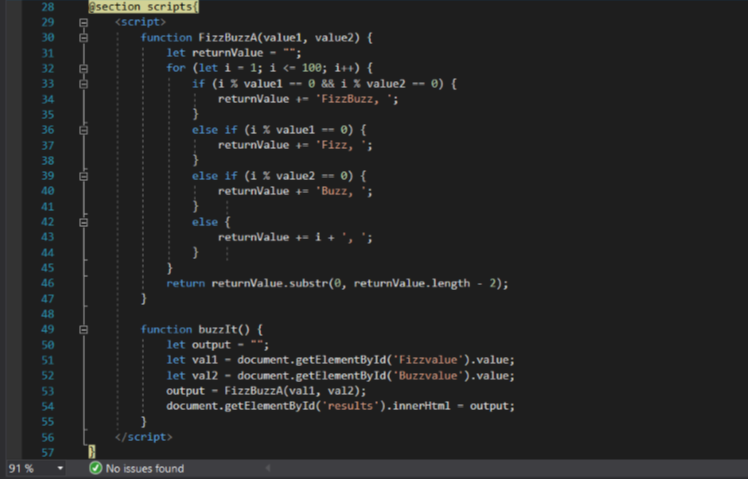 28 @section scripts{
29 <script>
30 function FizzBuzzA(value1, value2) {
31 let returnValue = "";
32 for (let i = 1; i <= 100; i++) {
33 if (i % value1 == 0 && i % value2 == 0) {
34 returnValue += 'FizzBuzz, ';
35 }
36 else if (i % value1 == 0) {
37 returnValue += 'Fizz, ';
38 }
39 else if (i % value2 == 0) {
40 returnValue += 'Buzz, ';
41 }
42 else {
43 returnValue += i + ', ';
44 }
45 }
46 return returnValue.substr(0, returnValue.length - 2);
47 }
48
49 function buzzIt() {
50 let output = "";
51 let val1 = document.getElementById('Fizzvalue').value;
52 let val2 = document.getElementById('Buzzvalue').value;
53 output = FizzBuzzA(val1, val2);
54 document.getElementById('results').innerHtml = output;
55 }
56 </script>
57 }
91 % No issues found